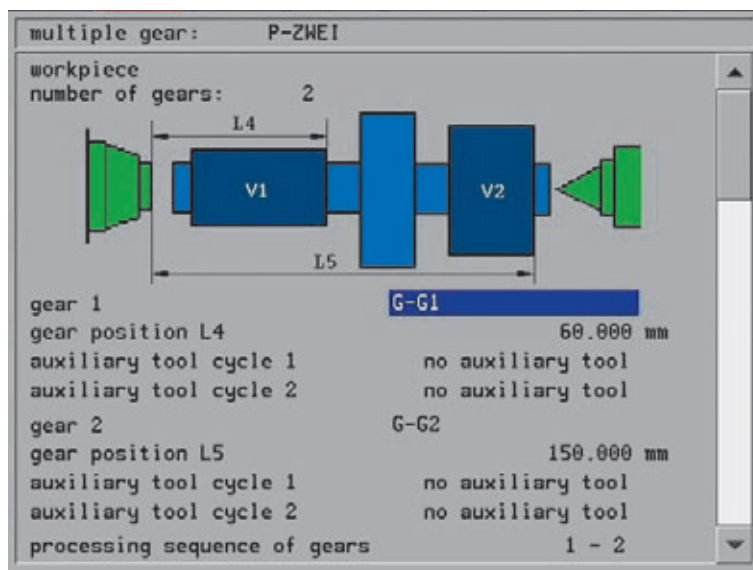 multiple gear: P-ZWEI
workpiece
number of gears: 2
L4
V1 V2
L5
gear 1 G-G1
gear position L4 60.000 mm
auxiliary tool cycle 1 no auxiliary tool
auxiliary tool cycle 2 no auxiliary tool
gear 2 G-G2
gear position L5 150.000 mm
auxiliary tool cycle 1 no auxiliary tool
auxiliary tool cycle 2 no auxiliary tool
processing sequence of gears 1 - 2